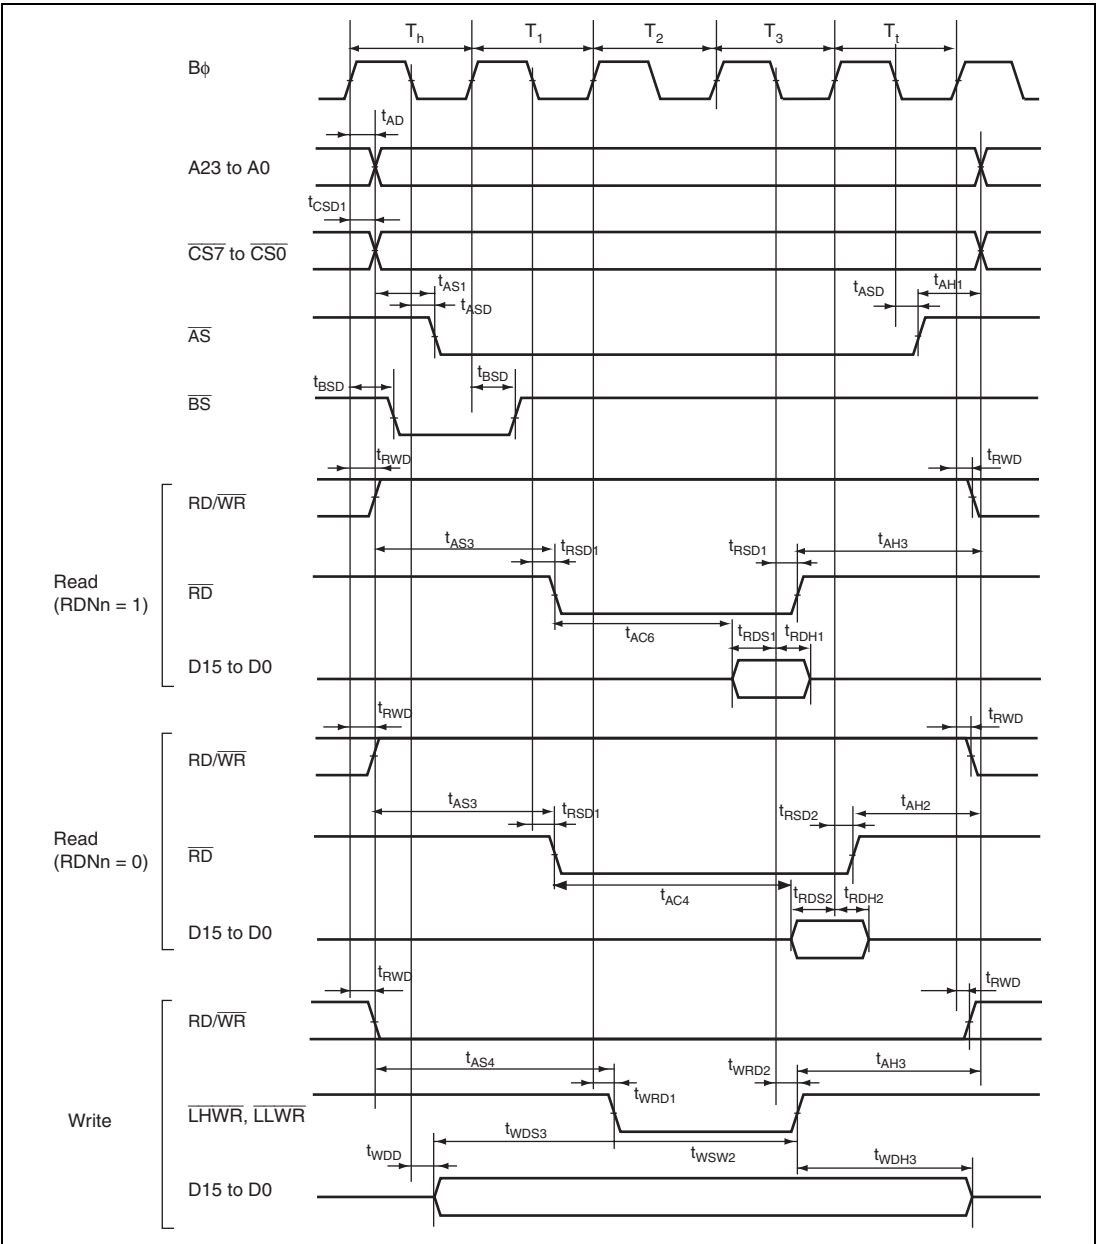 Th T1 T2 T3 Tt
Bφ
tAD
A23 to A0
tCSD1
CS7 to CS0
tAS1 tASD tASD tAH1
AS
tBSD tBSD
BS
tRWD tRWD
RD/WR
tAS3 tRSD1 tRSD1 tAH3
Read
(RDNn = 1)
RD
tAC6 tRDS1 tRDH1
D15 to D0
tRWD tRWD
RD/WR
tAS3 tRSD1 tRSD2 tAH2
Read
(RDNn = 0)
RD
tAC4 tRDS2 tRDH2
D15 to D0
tRWD tRWD
RD/WR
tAS4 tWRD1 tWRD2 tAH3
Write
LHWR, LLWR
tWDD tWDS3 tWSW2 tWDH3
D15 to D0